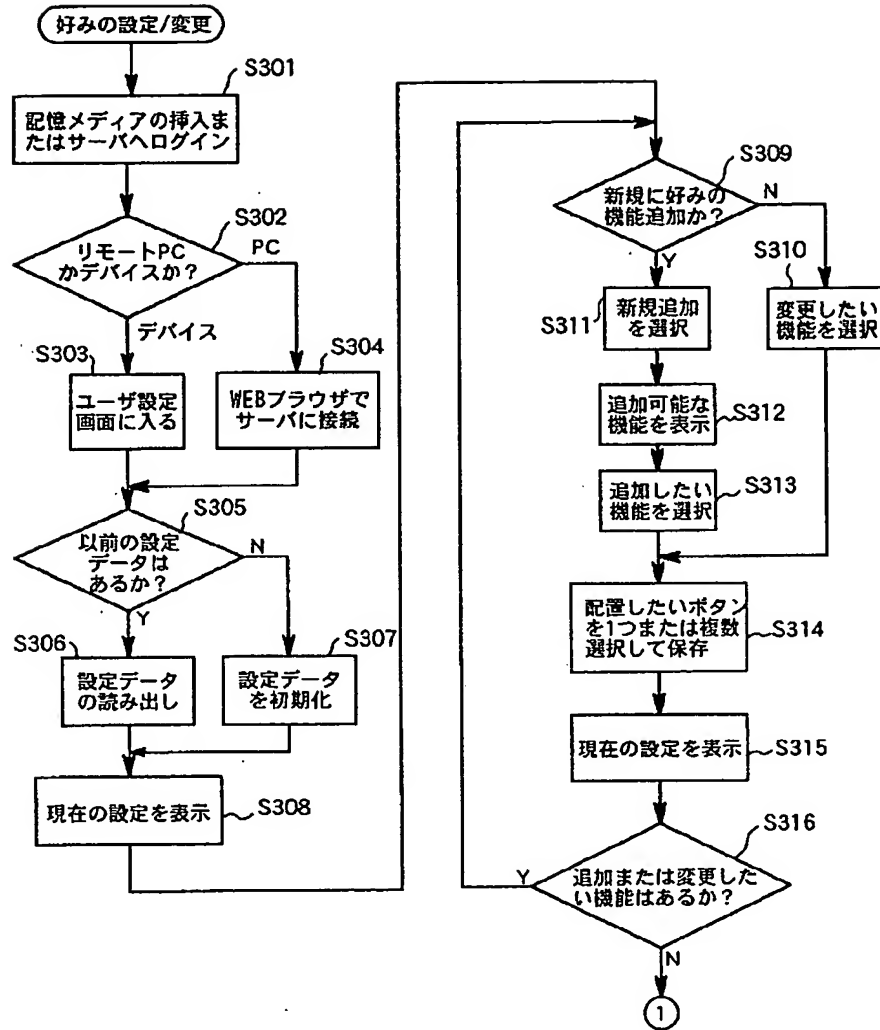 好みの設定/変更
S301
記憶メディアの挿入ま
たはサーバへログイン
S302
リモートPC
かデバイスか?
PC
デバイス
S303
ユーザ設定
画面に入る
S304
WEBブラウザで
サーバに接続
S305
以前の設定
データは
あるか?
N
Y
S306
設定データ
の読み出し
S307
設定データ
を初期化
現在の設定を表示
S308
S309
新規に好みの
機能追加か?
N
Y
S310
変更したい
機能を選択
S311
新規追加
を選択
追加可能な
機能を表示
S312
追加したい
機能を選択
S313
配置したいボタン
を1つまたは複数
選択して保存
S314
現在の設定を表示
S315
S316
追加または変更した
い機能はあるか?
Y
N
1